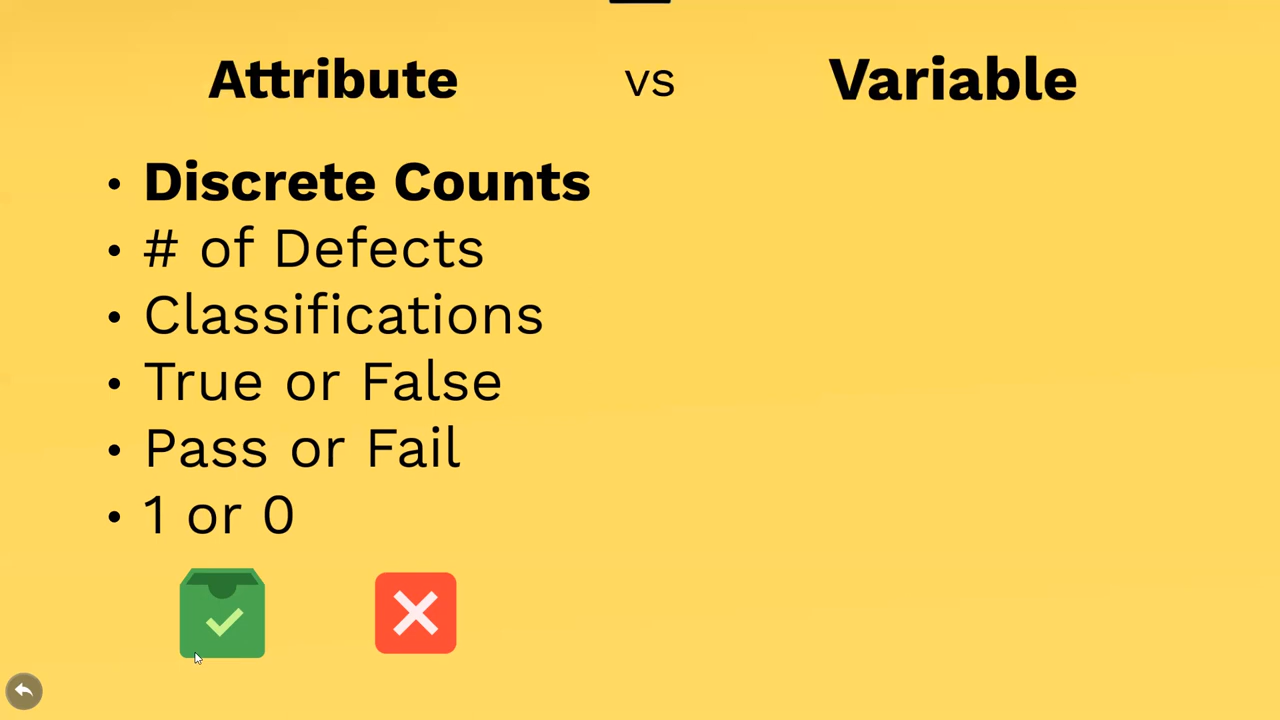 Attribute vs Variable
• Discrete Counts
• # of Defects
• Classifications
• True or False
• Pass or Fail
• 1 or 0